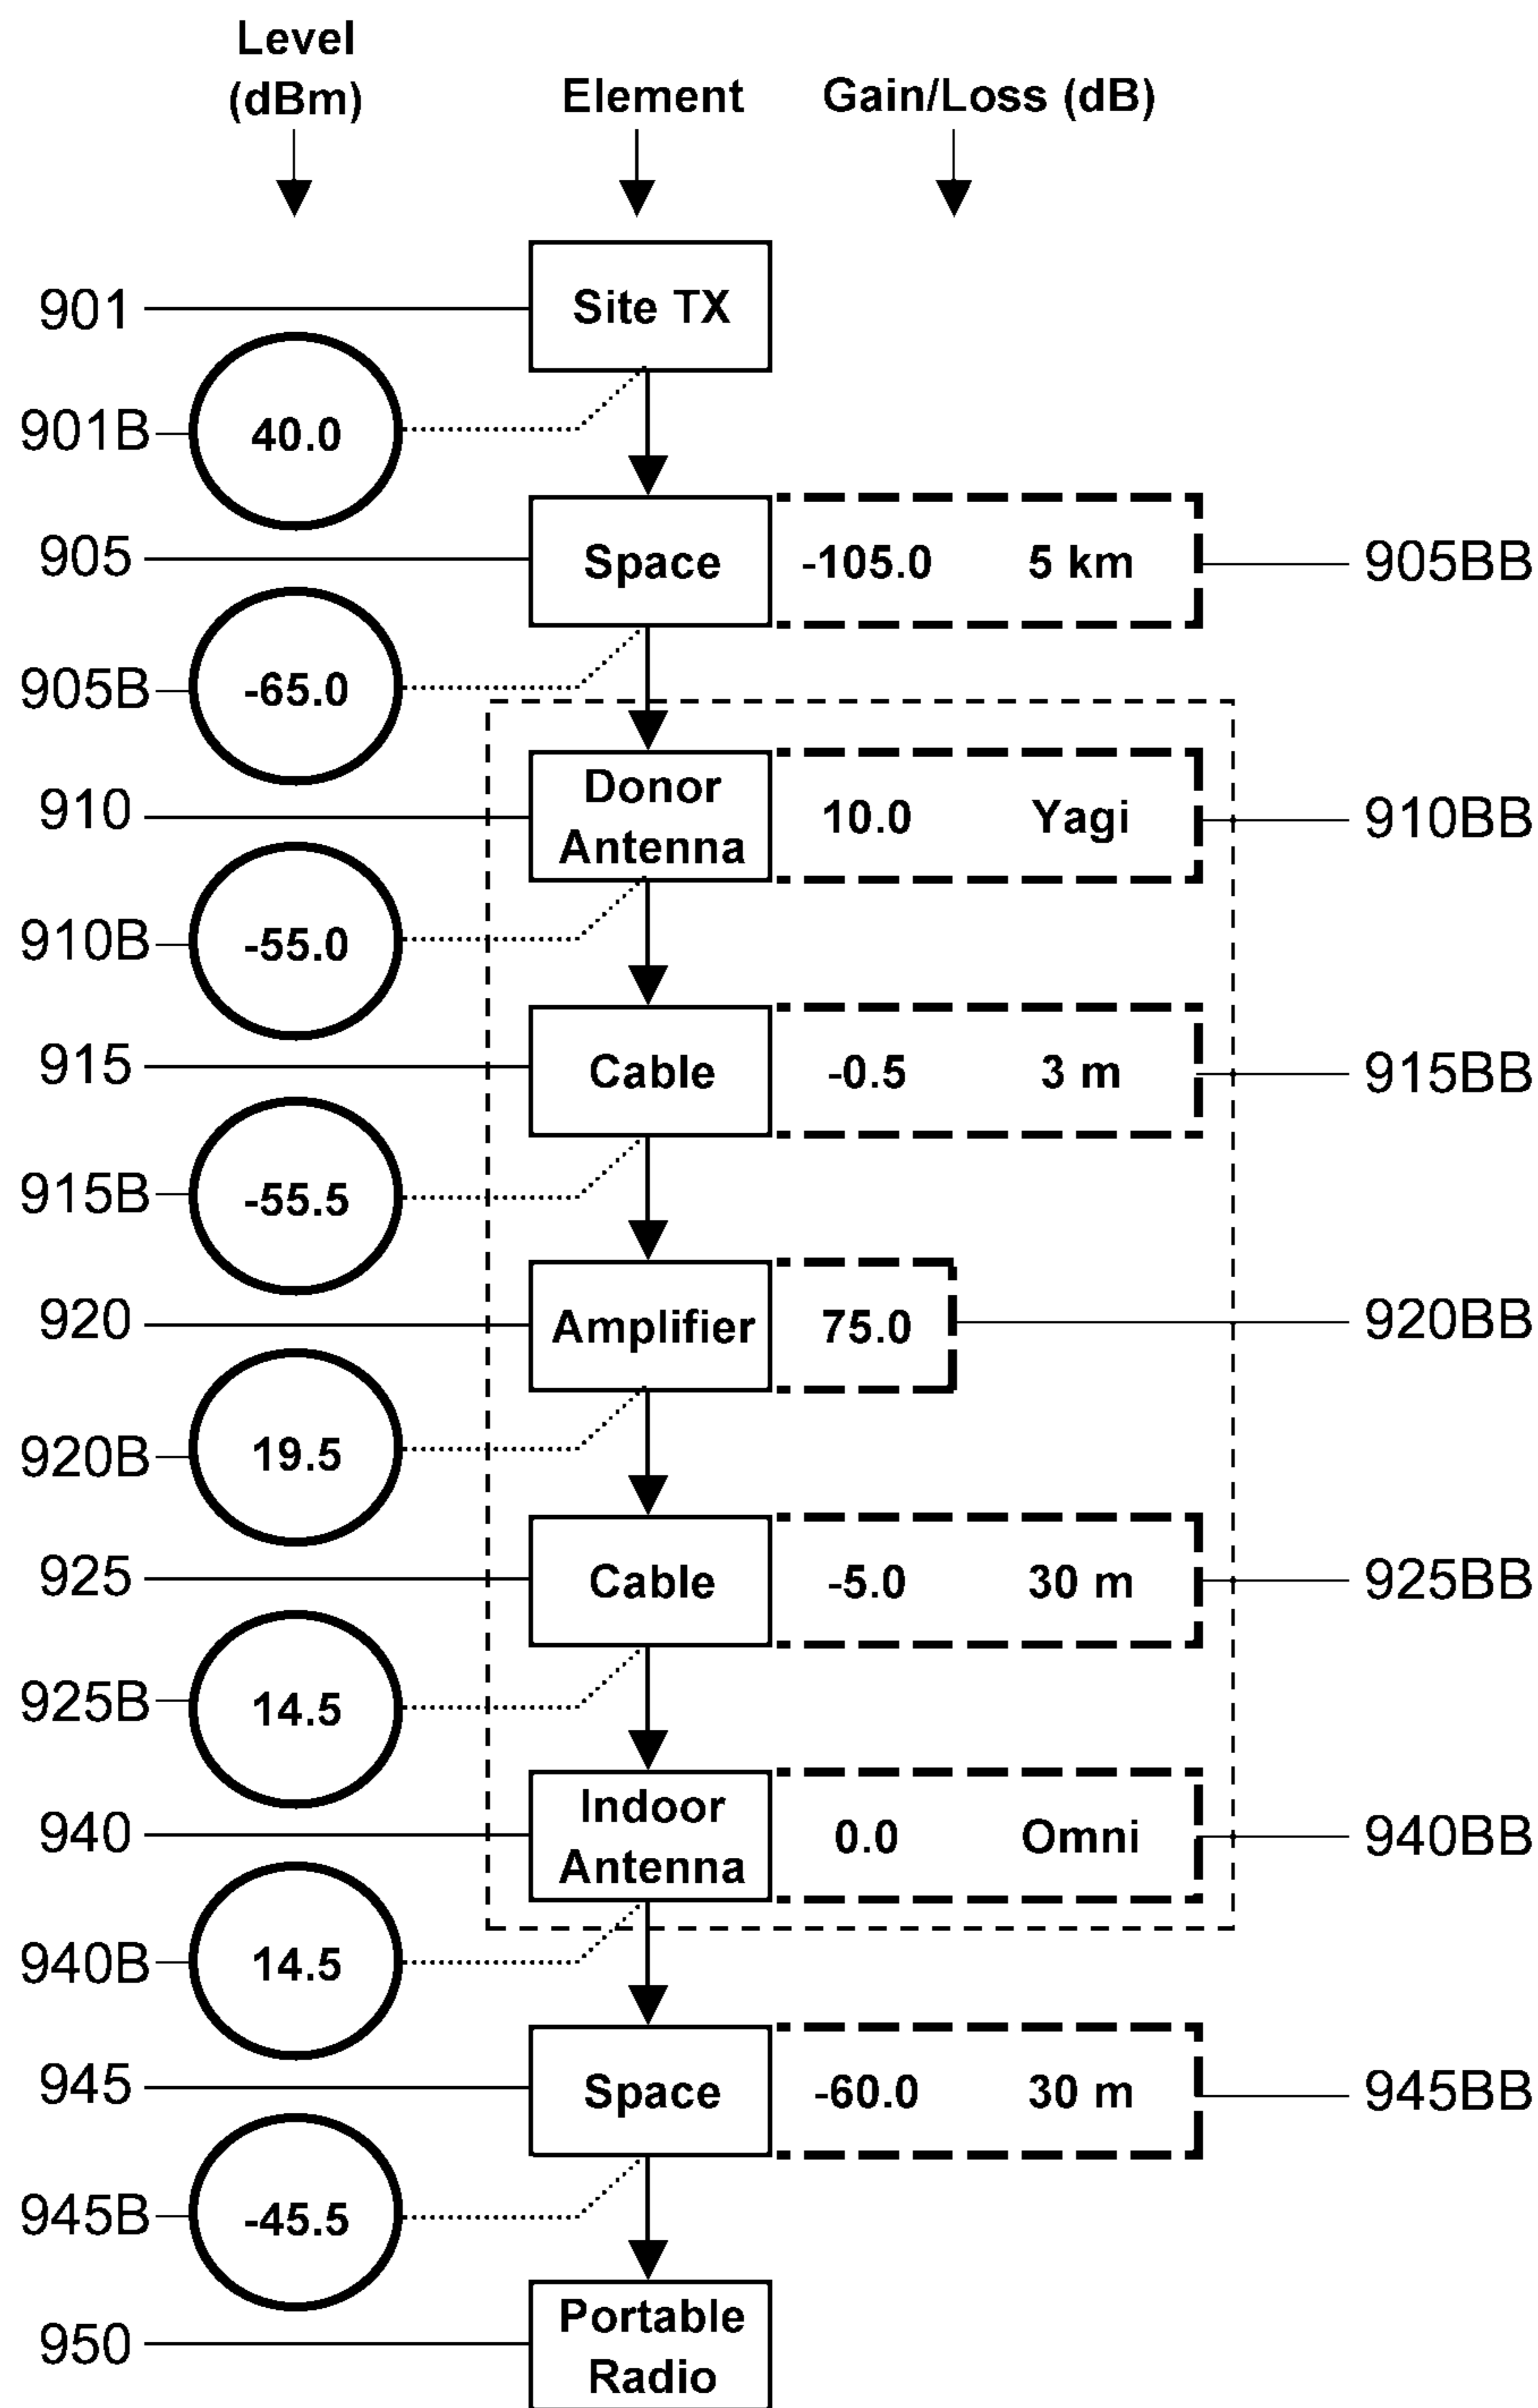 Level
(dBm)
Element
Gain/Loss (dB)
901
Site TX
901B
40.0
905
Space
-105.0 5 km
905BB
905B
-65.0
910
Donor
Antenna
10.0 Yagi
910BB
910B
-55.0
915
Cable
-0.5 3 m
915BB
915B
-55.5
920
Amplifier
75.0
920BB
920B
19.5
925
Cable
-5.0 30 m
925BB
925B
14.5
940
Indoor
Antenna
0.0 Omni
940BB
940B
14.5
945
Space
-60.0 30 m
945BB
945B
-45.5
950
Portable
Radio